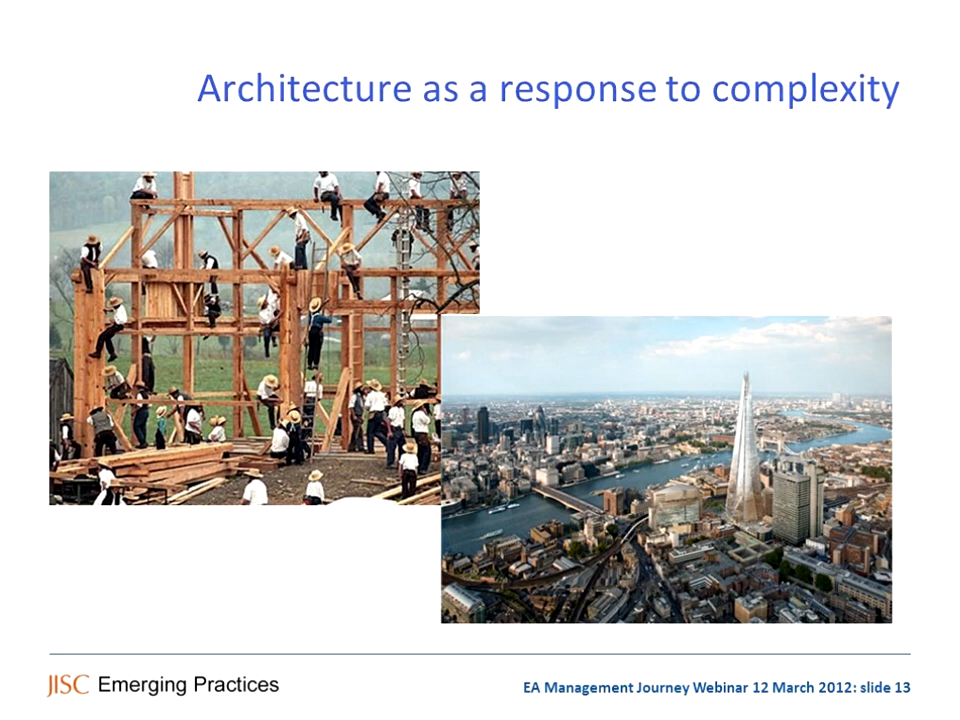 Architecture as a response to complexity
JISC Emerging Practices
EA Management Journey Webinar 12 March 2012: slide 13